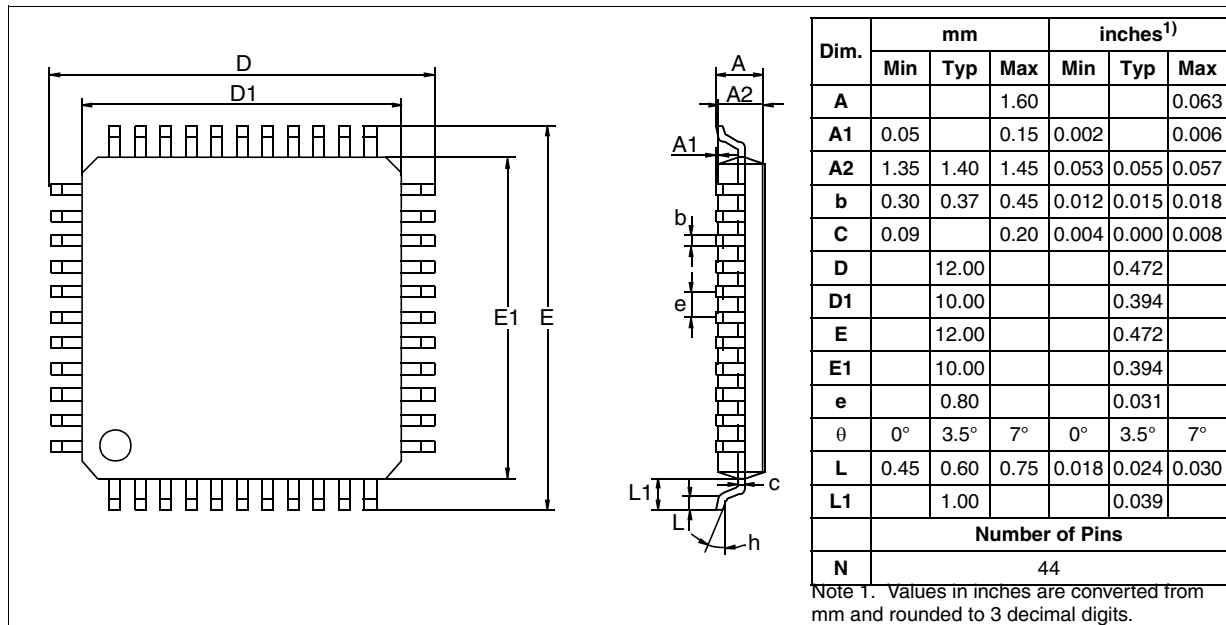 D
D1
E1
E
A
A2
A1
b
e
L1
L
c
h
Dim. mm inches1)
Min Typ Max Min Typ Max
A 1.60 0.063
A1 0.05 0.15 0.002 0.006
A2 1.35 1.40 1.45 0.053 0.055 0.057
b 0.30 0.37 0.45 0.012 0.015 0.018
C 0.09 0.20 0.004 0.000 0.008
D 12.00 0.472
D1 10.00 0.394
E 12.00 0.472
E1 10.00 0.394
e 0.80 0.031
θ 0° 3.5° 7° 0° 3.5° 7°
L 0.45 0.60 0.75 0.018 0.024 0.030
L1 1.00 0.039
Number of Pins
N 44
Note 1. Values in inches are converted from
mm and rounded to 3 decimal digits.